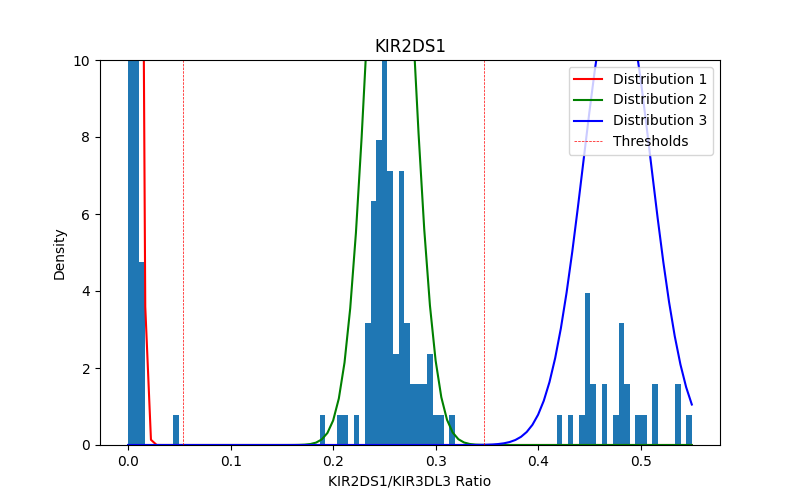 KIR2DS1
10
8
6
4
2
0
Density
Distribution 1
Distribution 2
Distribution 3
Thresholds
0.0 0.1 0.2 0.3 0.4 0.5
KIR2DS1/KIR3DL3 Ratio